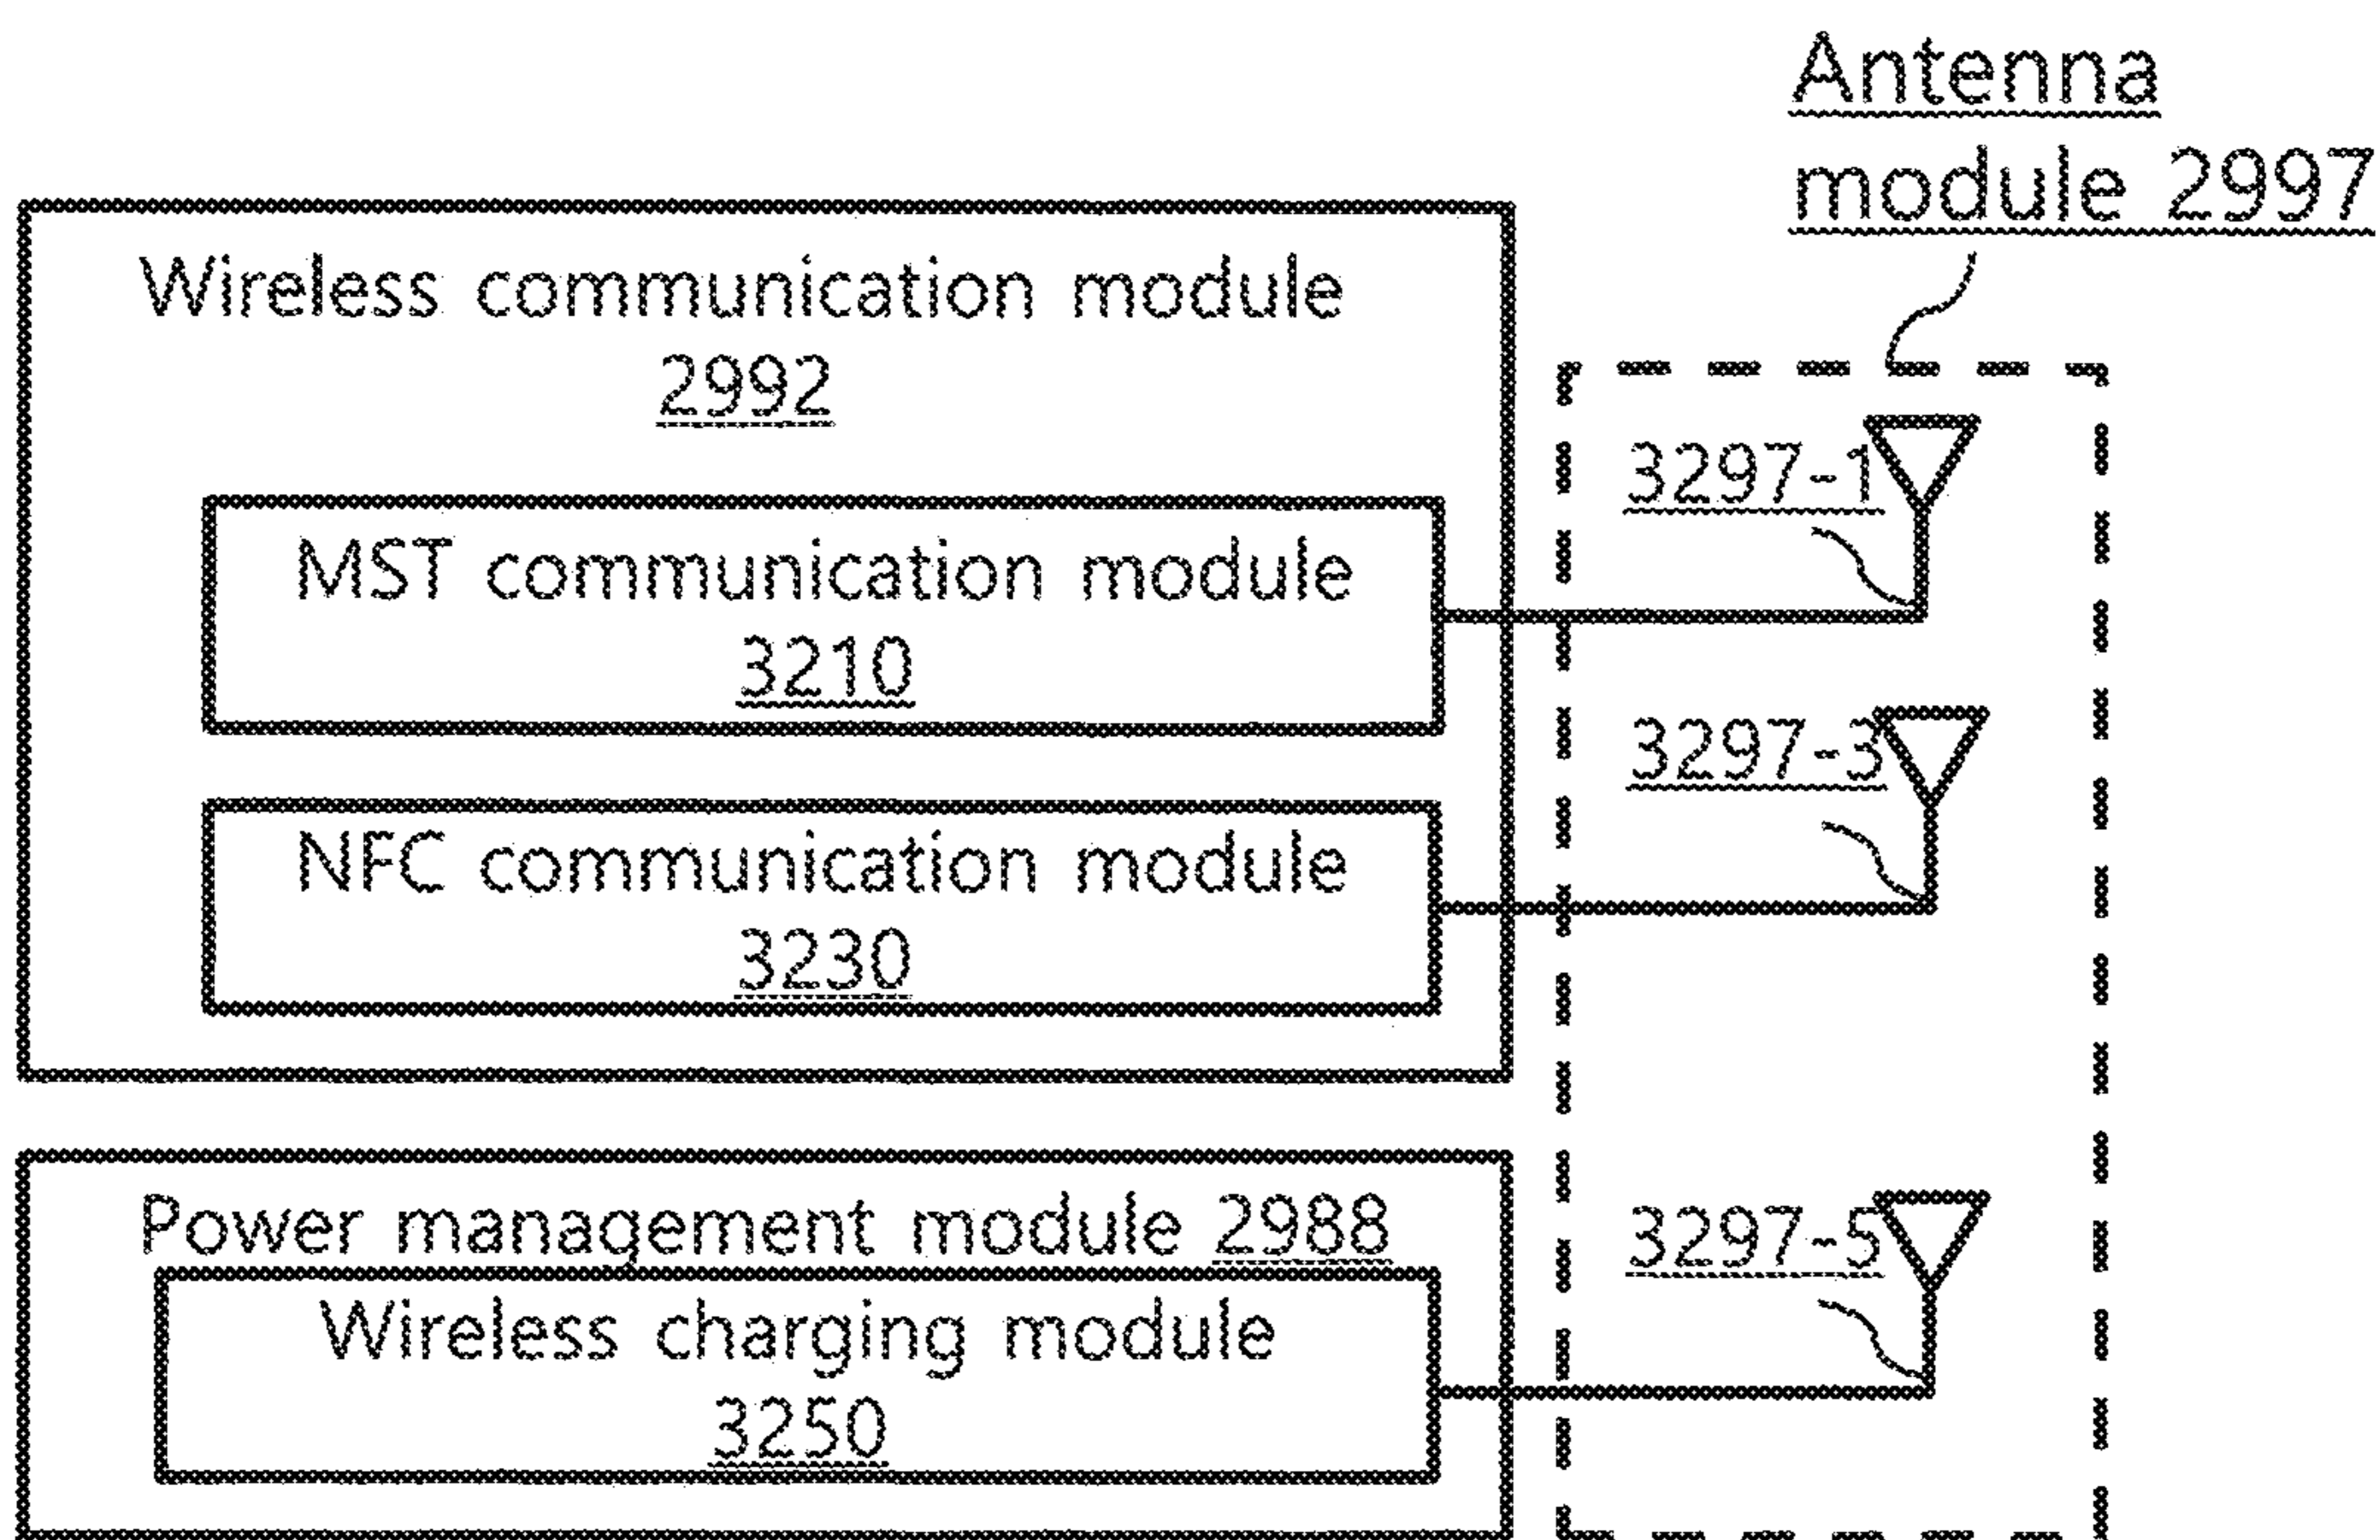 Antenna
module 2997
Wireless communication module
2992
3297-1
MST communication module
3210
3297-3
NFC communication module
3230
Power management module 2988
3297-5
Wireless charging module
3250